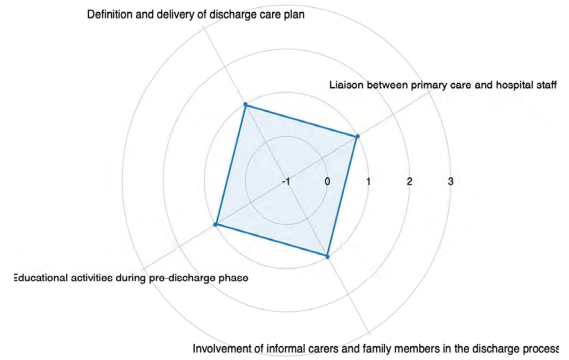 Definition and delivery of discharge care plan
Liaison between primary care and hospital staff
-1 0 1 2 3
Educational activities during pre-discharge phase
Involvement of informal carers and family members in the discharge process